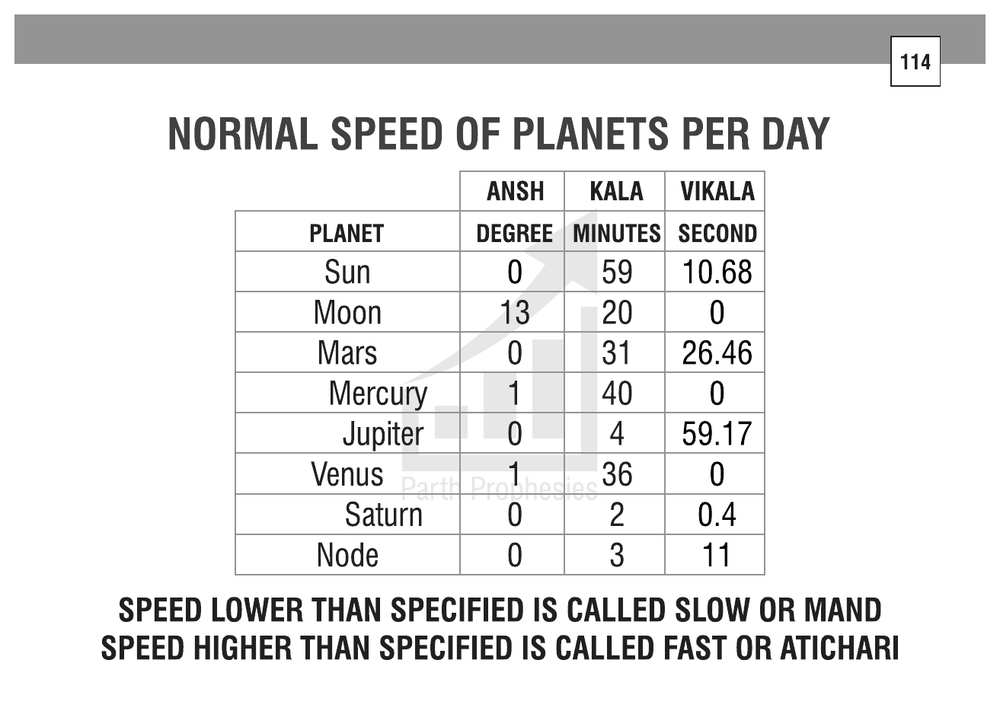 114
NORMAL SPEED OF PLANETS PER DAY
ANSH KALA VIKALA
PLANET DEGREE MINUTES SECOND
Sun 0 59 10.68
Moon 13 20 0
Mars 0 31 26.46
Mercury 1 40 0
Jupiter 0 4 59.17
Venus 1 36 0
Parth Prophesies
Saturn 0 2 0.4
Node 0 3 11
SPEED LOWER THAN SPECIFIED IS CALLED SLOW OR MAND
SPEED HIGHER THAN SPECIFIED IS CALLED FAST OR ATICHARI